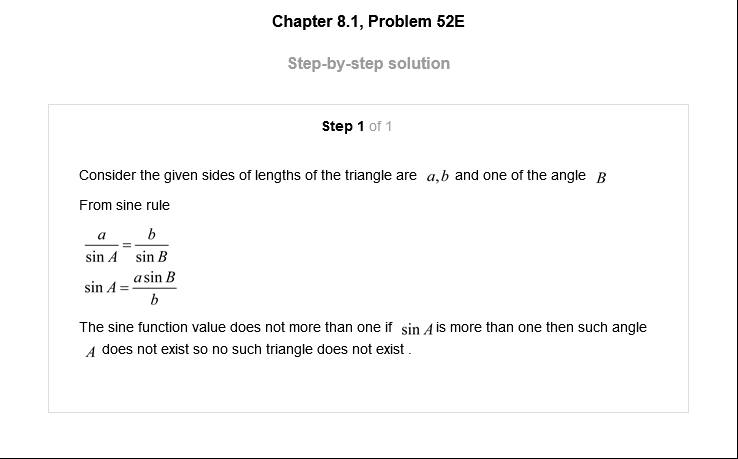 Chapter 8.1, Problem 52E
Step-by-step solution
Step 1 of 1
Consider the given sides of lengths of the triangle are a,b and one of the angle B
From sine rule
a/sin A = b/sin B
sin A = a sin B/b
The sine function value does not more than one if sin A is more than one then such angle
A does not exist so no such triangle does not exist .